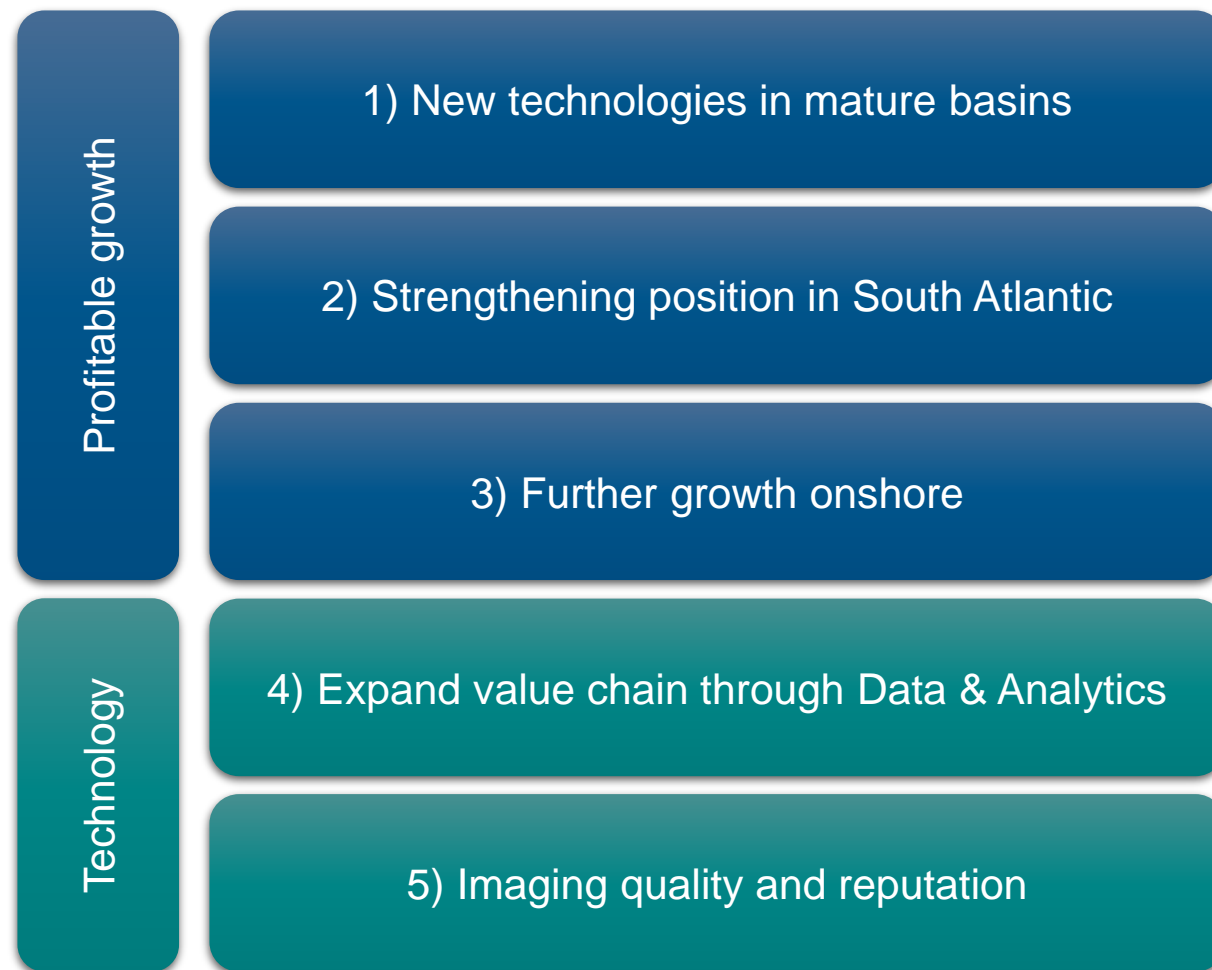 Profitable growth
1) New technologies in mature basins
2) Strengthening position in South Atlantic
3) Further growth onshore
Technology
4) Expand value chain through Data & Analytics
5) Imaging quality and reputation